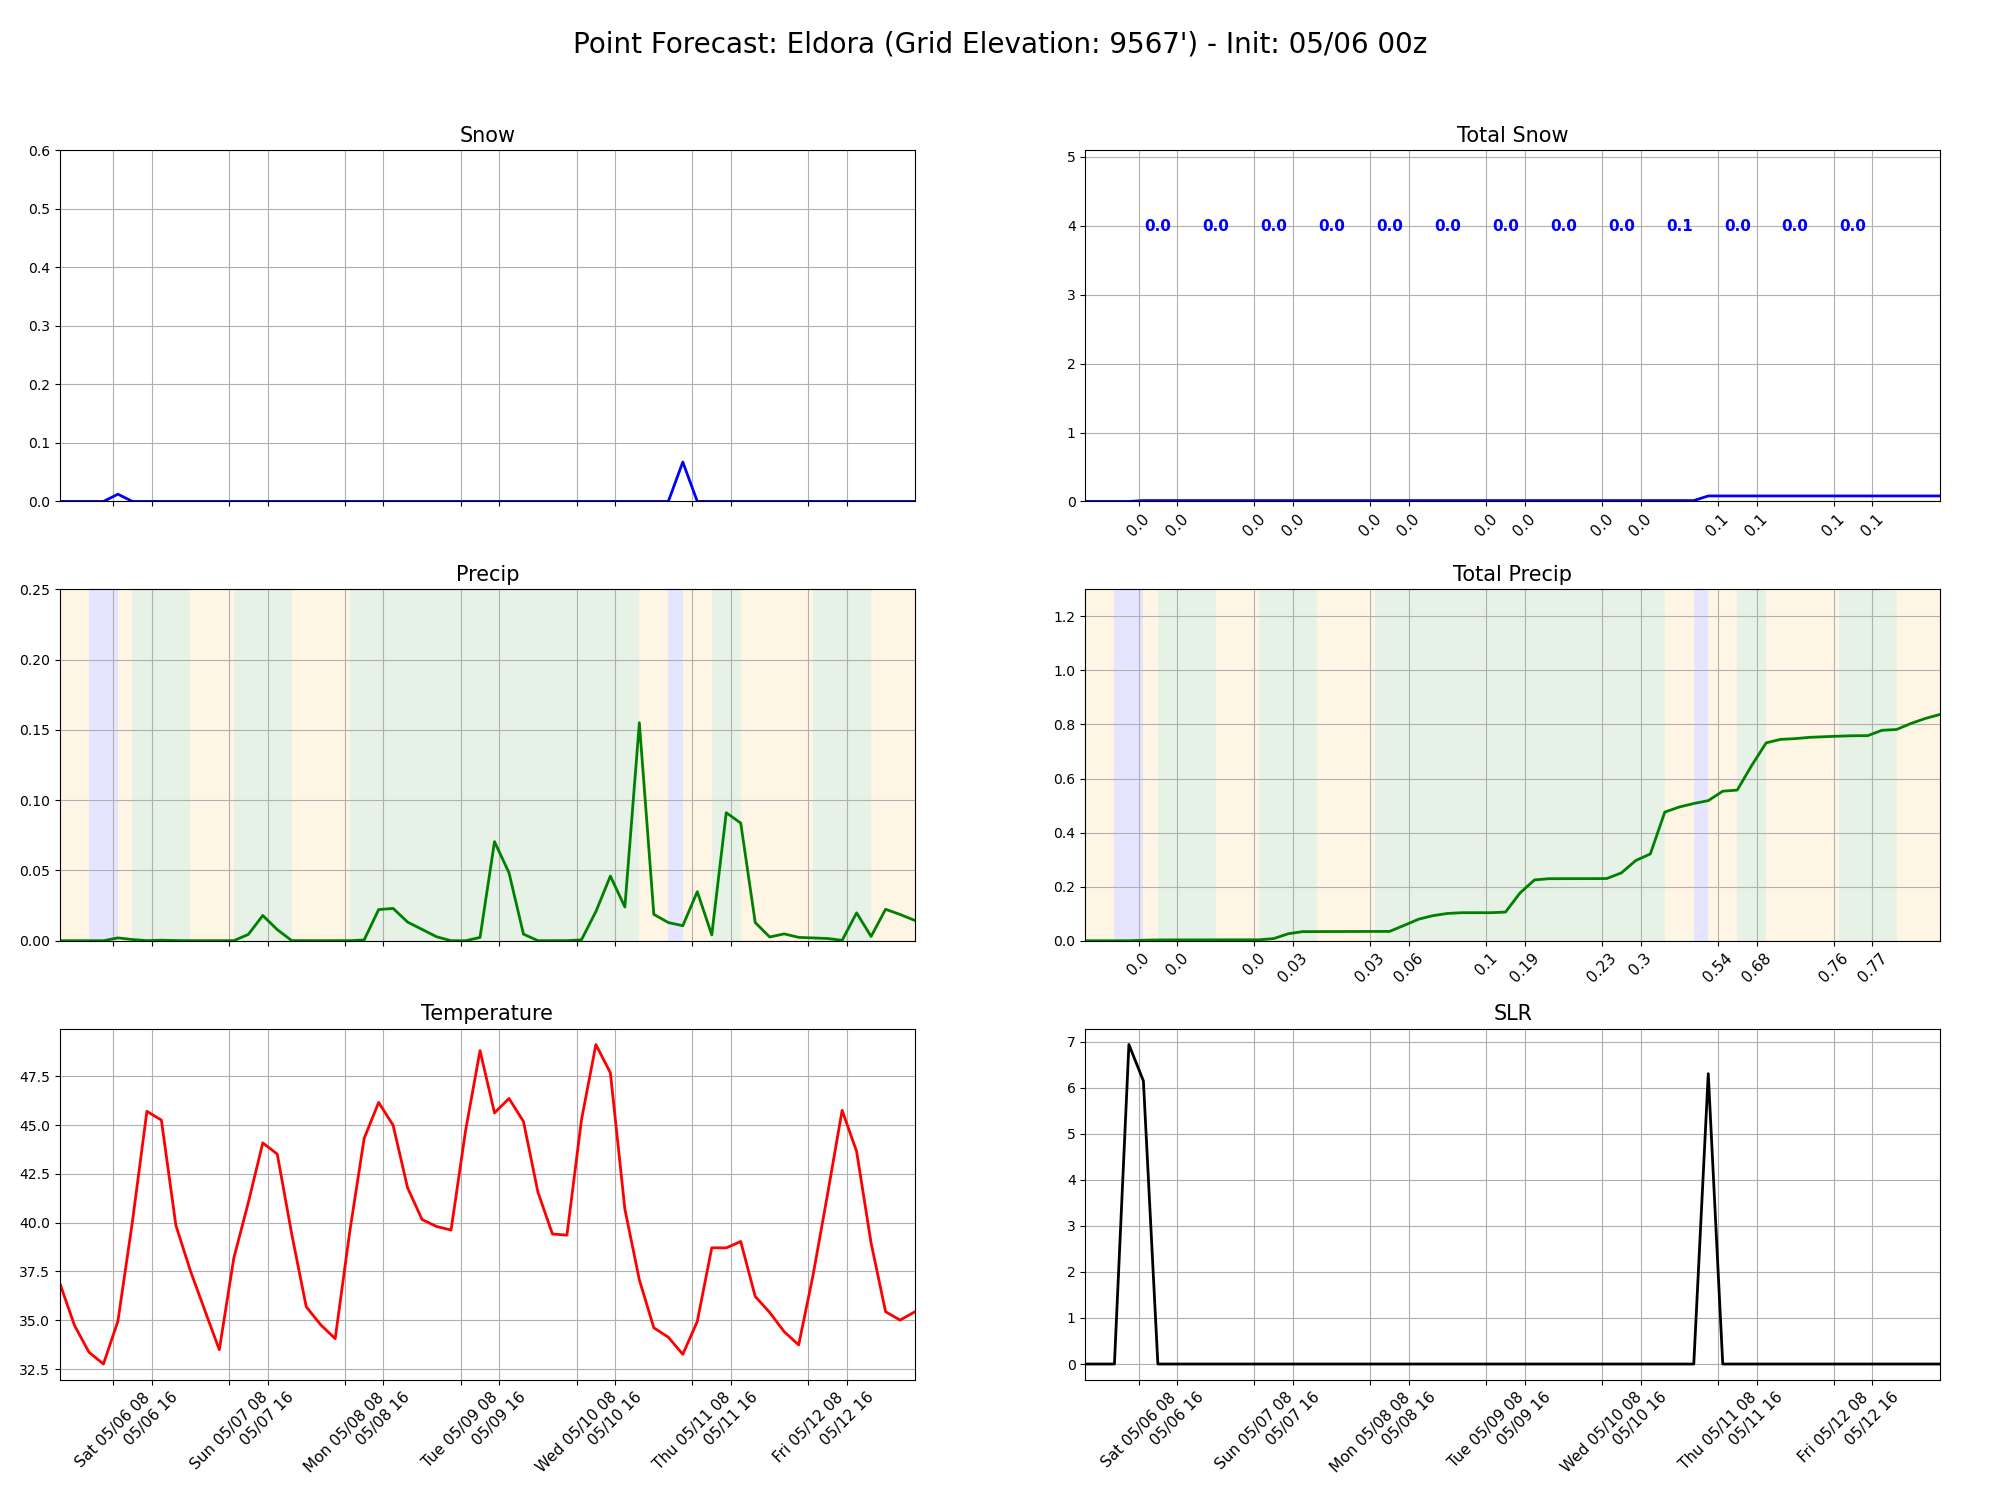 Point Forecast: Eldora (Grid Elevation: 9567') - Init: 05/06 00z
Snow
0.6
0.5
0.4
0.3
0.2
0.1
0.0
Total Snow
5
4
3
2
1
0
0.0 0.0 0.0 0.0 0.0 0.0 0.0 0.0 0.0 0.1 0.0 0.0 0.0
0.0 0.0 0.0 0.0 0.0 0.0 0.0 0.0 0.0 0.0 0.1 0.1 0.1 0.1
Precip
0.25
0.20
0.15
0.10
0.05
0.00
Total Precip
1.2
1.0
0.8
0.6
0.4
0.2
0.0
0.0 0.0 0.0 0.03 0.03 0.06 0.1 0.19 0.23 0.3 0.54 0.68 0.76 0.77
Temperature
47.5
45.0
42.5
40.0
37.5
35.0
32.5
Sat 05/06 08
05/06 16
Sun 05/07 08
05/07 16
Mon 05/08 08
05/08 16
Tue 05/09 08
05/09 16
Wed 05/10 08
05/10 16
Thu 05/11 08
05/11 16
Fri 05/12 08
05/12 16
SLR
7
6
5
4
3
2
1
0
Sat 05/06 08
05/06 16
Sun 05/07 08
05/07 16
Mon 05/08 08
05/08 16
Tue 05/09 08
05/09 16
Wed 05/10 08
05/10 16
Thu 05/11 08
05/11 16
Fri 05/12 08
05/12 16